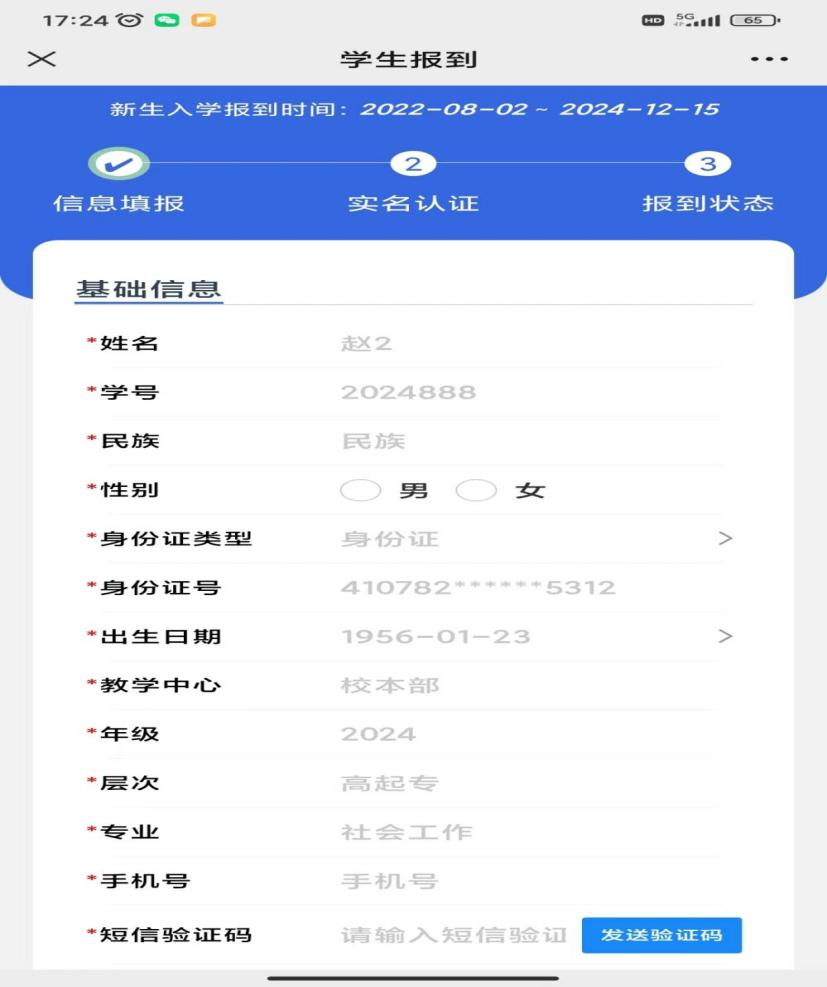 17:24 HD 5G 65
学生报到
新生入学报到时间：2022-08-02 ~ 2024-12-15
2 3
信息填报 实名认证 报到状态
基础信息
*姓名 赵2
*学号 2024888
*民族 民族
*性别 男 女
*身份证类型 身份证 >
*身份证号 410782******5312
*出生日期 1956-01-23 >
*教学中心 校本部
*年级 2024
*层次 高起专
*专业 社会工作
*手机号 手机号
*短信验证码 请输入短信验证 发送验证码